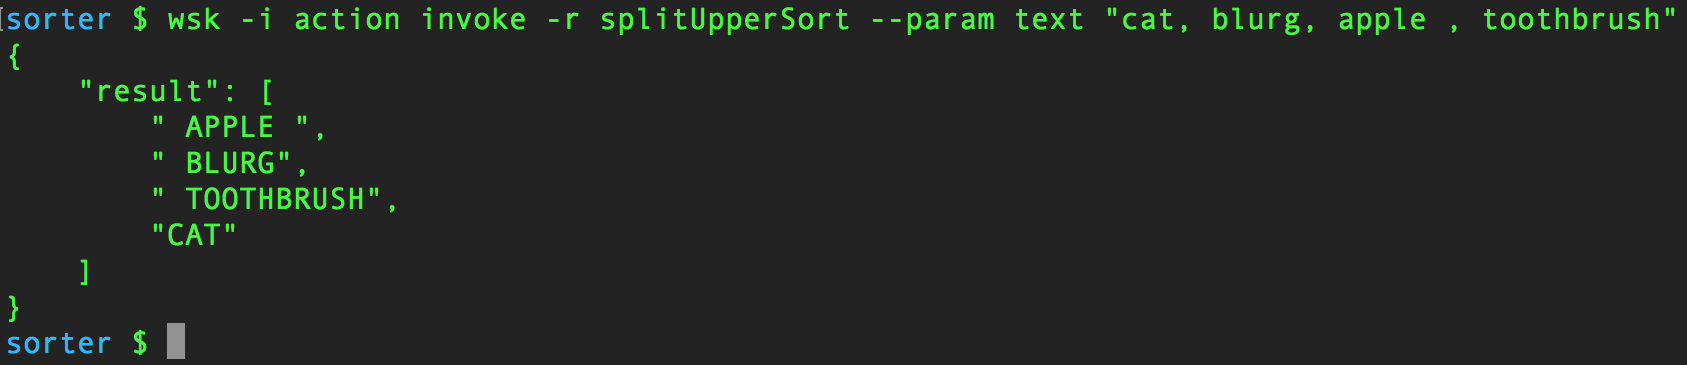 [sorter $ wsk -i action invoke -r splitUpperSort --param text "cat, blurg, apple , toothbrush"
{
    "result": [
        " APPLE ",
        " BLURG",
        " TOOTHBRUSH",
        "CAT"
    ]
}
sorter $